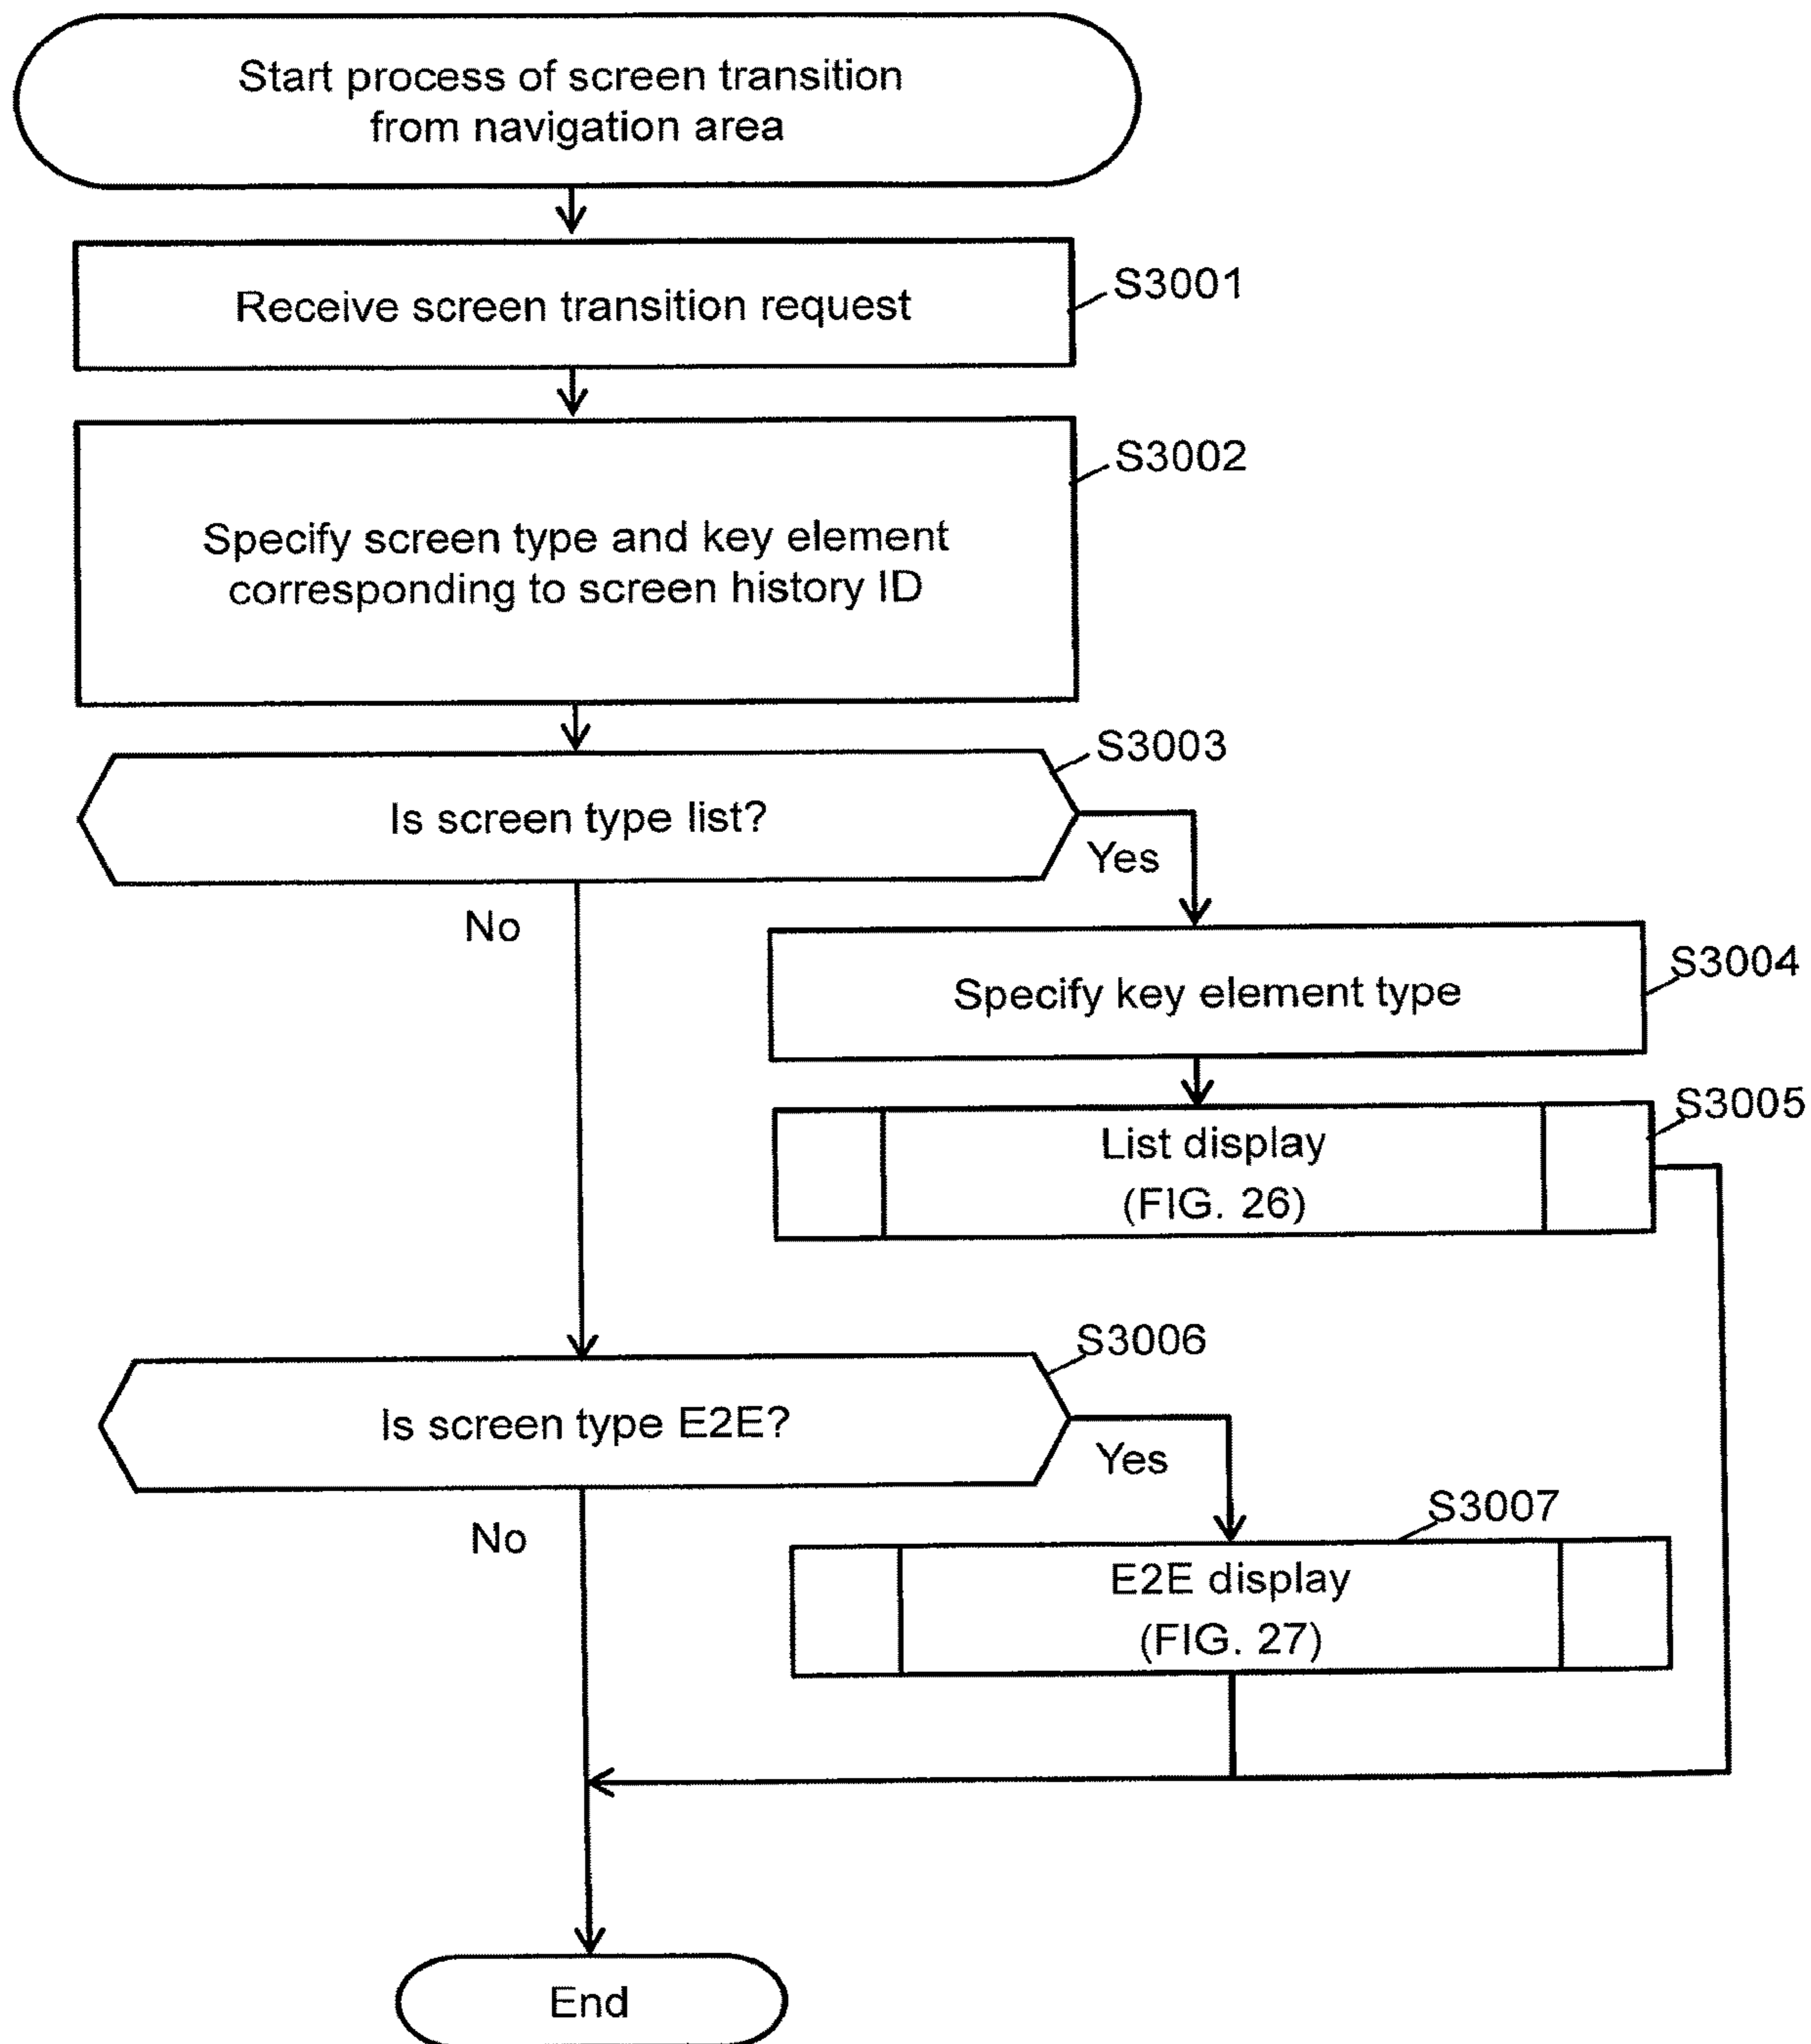 Start process of screen transition
from navigation area
Receive screen transition request
S3001
Specify screen type and key element
corresponding to screen history ID
S3002
Is screen type list?
S3003
Yes
No
Specify key element type
S3004
List display
(FIG. 26)
S3005
Is screen type E2E?
S3006
Yes
No
E2E display
(FIG. 27)
S3007
End